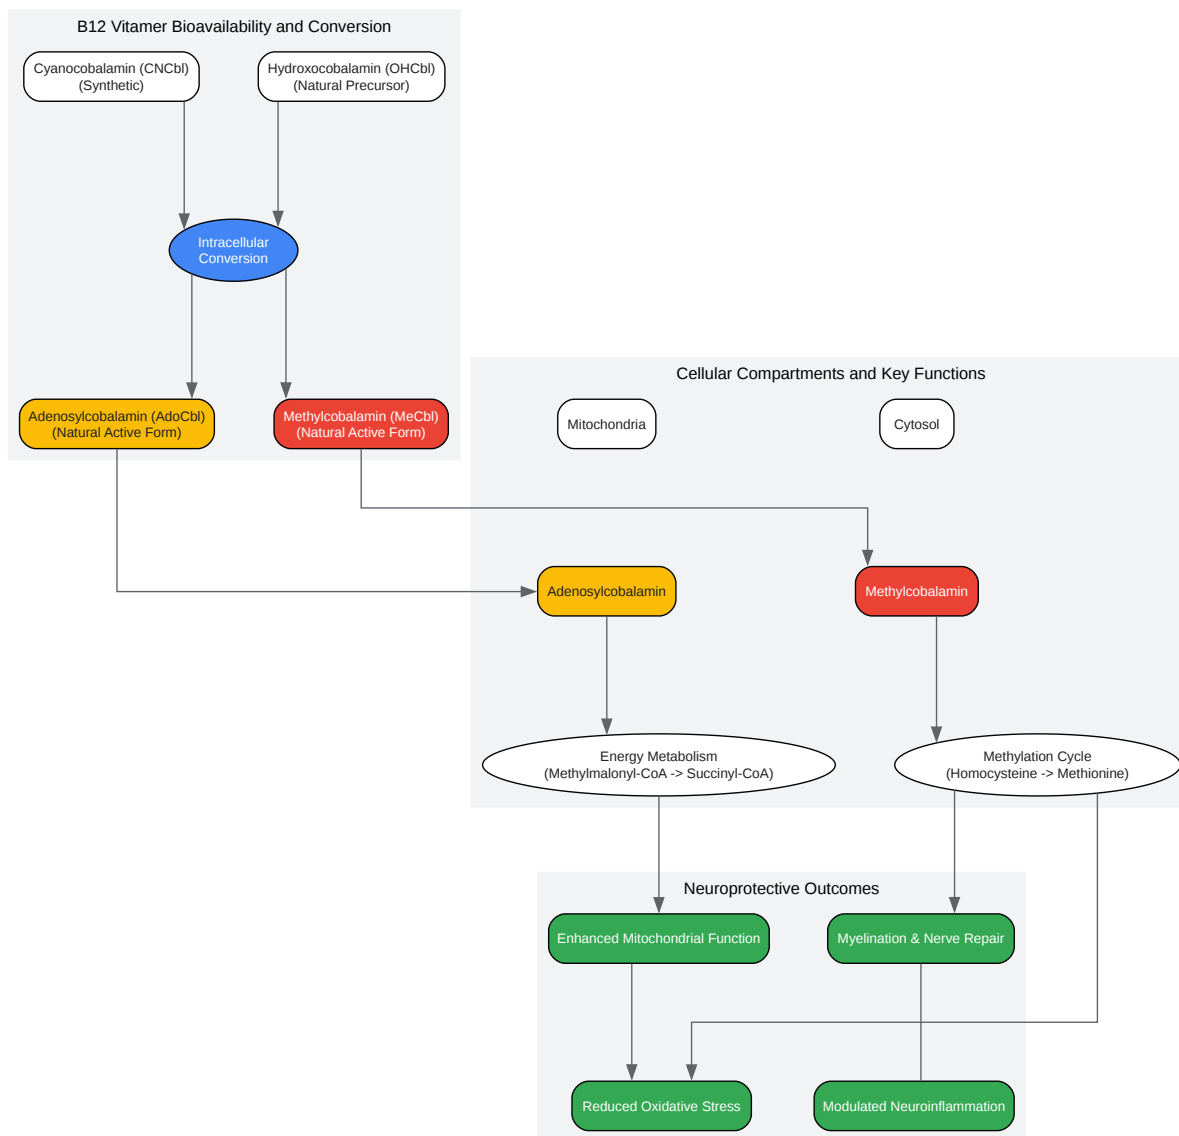 B12 Vitamer Bioavailability and Conversion
Cyanocobalamin (CNCbl)
(Synthetic)
Hydroxocobalamin (OHCbl)
(Natural Precursor)
Intracellular
Conversion
Adenosylcobalamin (AdoCbl)
(Natural Active Form)
Methylcobalamin (MeCbl)
(Natural Active Form)
Cellular Compartments and Key Functions
Mitochondria
Cytosol
Adenosylcobalamin
Methylcobalamin
Energy Metabolism
(Methylmalonyl-CoA -> Succinyl-CoA)
Methylation Cycle
(Homocysteine -> Methionine)
Neuroprotective Outcomes
Enhanced Mitochondrial Function
Myelination & Nerve Repair
Reduced Oxidative Stress
Modulated Neuroinflammation